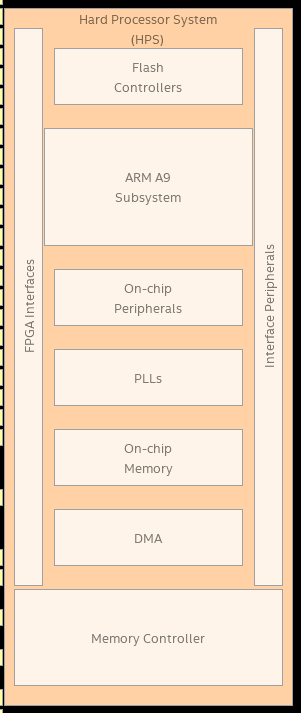 Hard Processor System
(HPS)
Flash
Controllers
ARM A9
Subsystem
FPGA Interfaces
Interface Peripherals
On-chip
Peripherals
PLLs
On-chip
Memory
DMA
Memory Controller